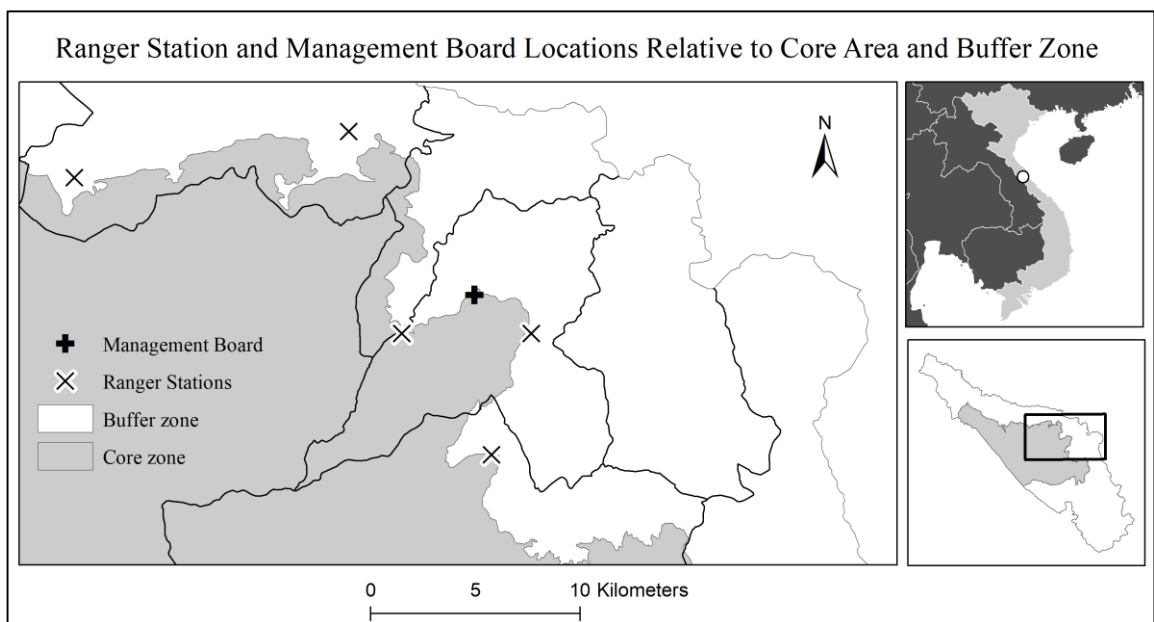 Ranger Station and Management Board Locations Relative to Core Area and Buffer Zone
N
Management Board
Ranger Stations
Buffer zone
Core zone
0 5 10 Kilometers